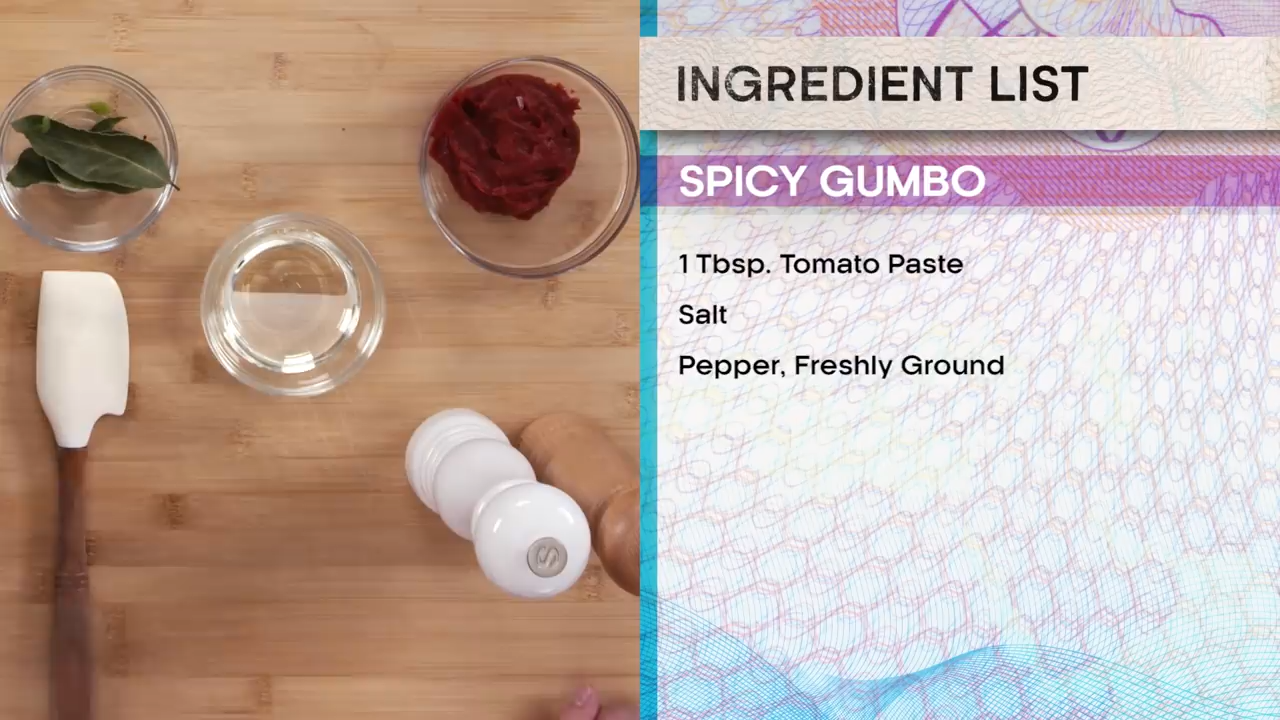 INGREDIENT LIST
SPICY GUMBO
1 Tbsp. Tomato Paste
Salt
Pepper, Freshly Ground
S